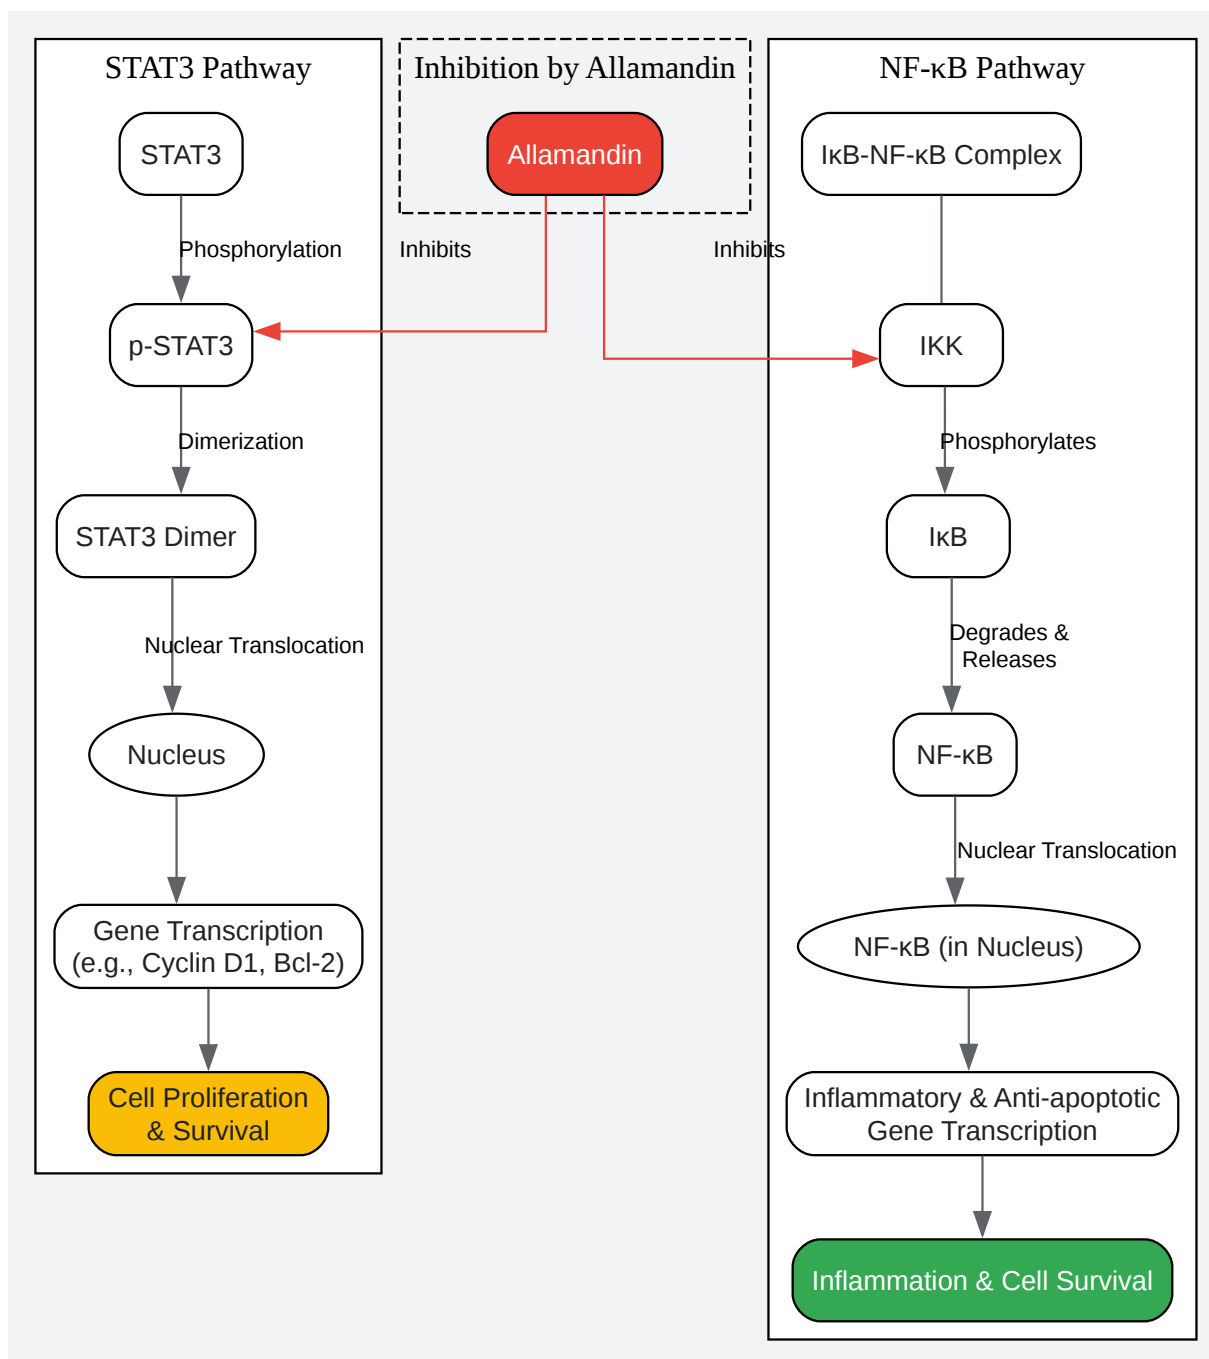 STAT3 Pathway
STAT3
Phosphorylation
p-STAT3
Dimerization
STAT3 Dimer
Nuclear Translocation
Nucleus
Gene Transcription
(e.g., Cyclin D1, Bcl-2)
Cell Proliferation
& Survival
Inhibition by Allamandin
Allamandin
Inhibits
Inhibits
NF-κB Pathway
IκB-NF-κB Complex
IKK
Phosphorylates
IκB
Degrades &
Releases
NF-κB
Nuclear Translocation
NF-κB (in Nucleus)
Inflammatory & Anti-apoptotic
Gene Transcription
Inflammation & Cell Survival